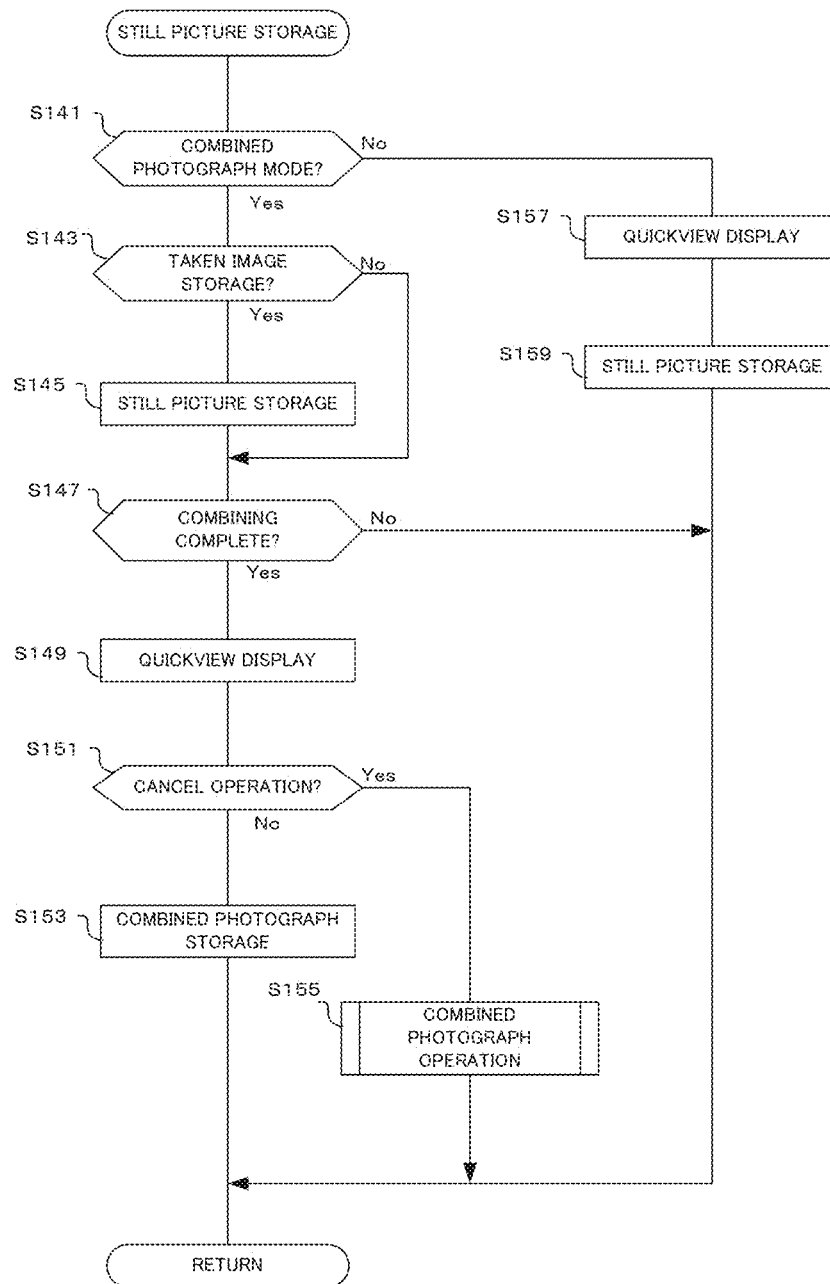 STILL PICTURE STORAGE
S141
COMBINED
PHOTOGRAPH MODE?
No
Yes
S143
TAKEN IMAGE
STORAGE?
No
Yes
S157
QUICKVIEW DISPLAY
S145
STILL PICTURE STORAGE
S159
STILL PICTURE STORAGE
S147
COMBINING
COMPLETE?
No
Yes
S149
QUICKVIEW DISPLAY
S151
CANCEL OPERATION?
Yes
No
S153
COMBINED PHOTOGRAPH
STORAGE
S155
COMBINED
PHOTOGRAPH
OPERATION
RETURN